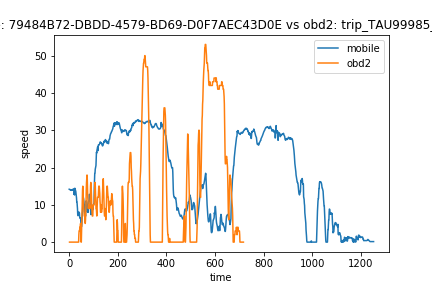 : 79484B72-DBDD-4579-BD69-D0F7AEC43D0E vs obd2: trip_TAU99985_
mobile
obd2
speed
50
40
30
20
10
0
0 200 400 600 800 1000 1200
time